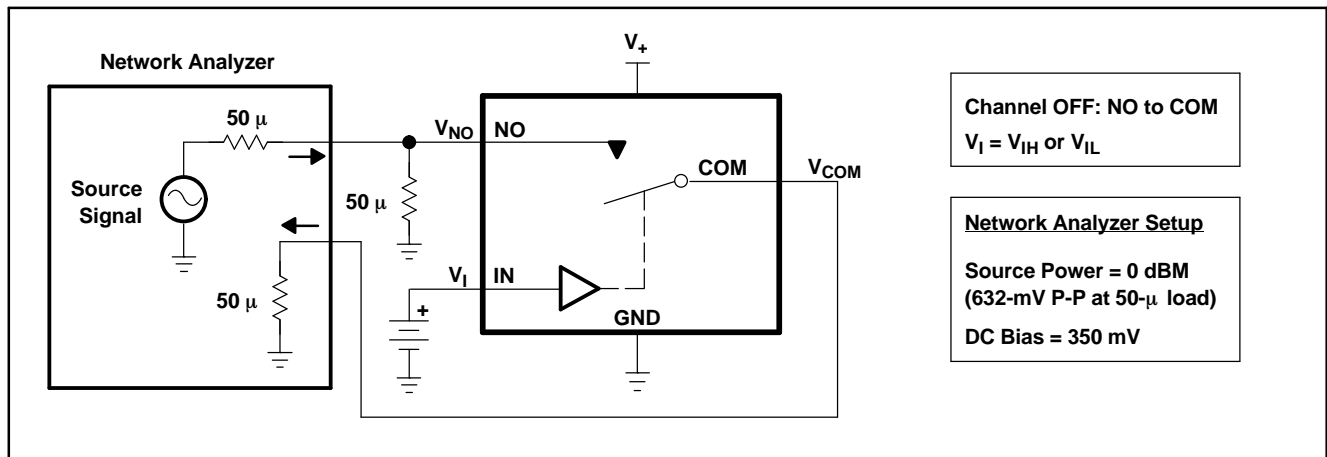 Network Analyzer
50 μ
Source
Signal
50 μ
V+
VNO
NO
50 μ
COM
VCOM
VI
IN
+
GND
Channel OFF: NO to COM
VI = VIH or VIL
Network Analyzer Setup
Source Power = 0 dBM
(632-mV P-P at 50-μ load)
DC Bias = 350 mV